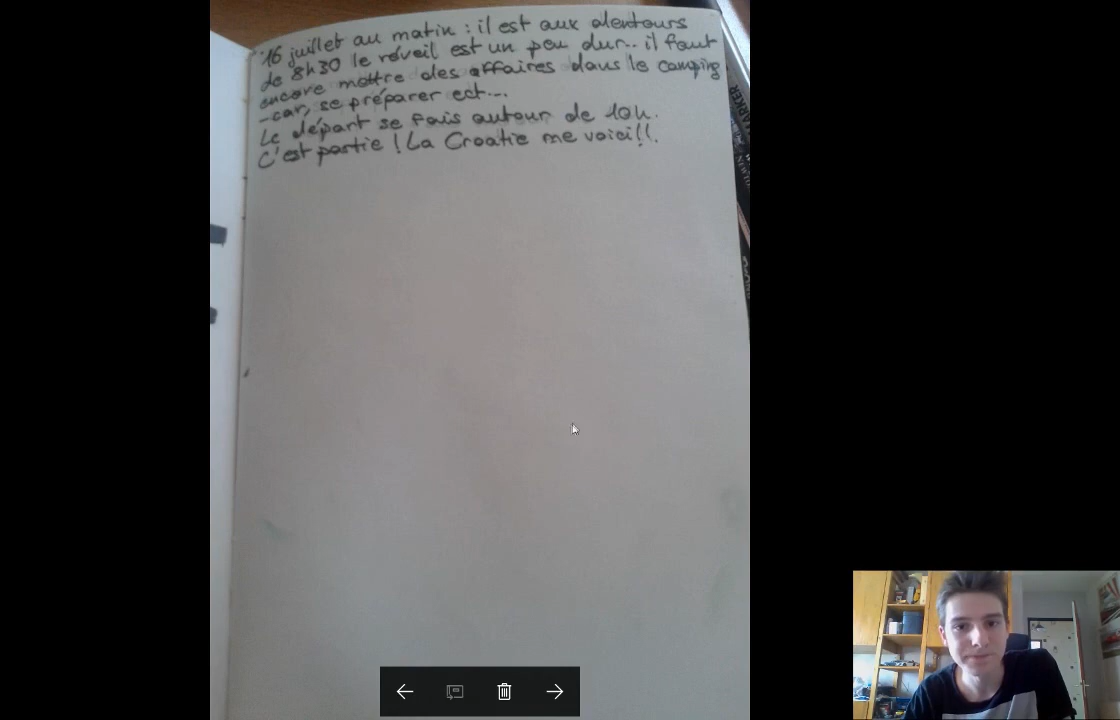 16 juillet au matin : il est aux alentours
de 8h30 le réveil est un peu dur... il faut
encore mettre des affaires dans le camping
-car, se préparer ect....
Le départ se fais autour de 10h.
C'est partie ! La Croatie me voici !!.
ARKER